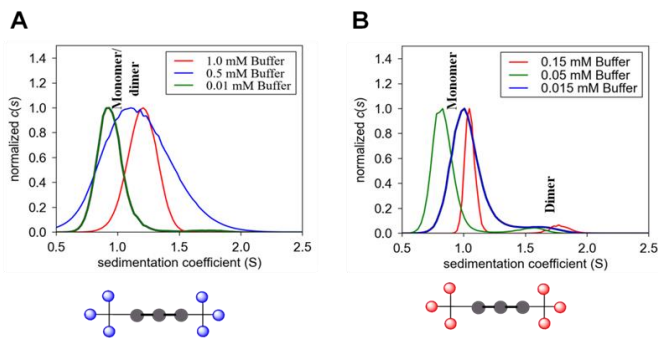 A
B
1.4
1.2
1.0
0.8
0.6
0.4
0.2
0.0
normalized c(s)
Monomer/
dimer
1.0 mM Buffer
0.5 mM Buffer
0.01 mM Buffer
0.5 1.0 1.5 2.0 2.5
sedimentation coefficient (S)
1.4
1.2
1.0
0.8
0.6
0.4
0.2
0.0
normalized c(s)
Monomer
Dimer
0.15 mM Buffer
0.05 mM Buffer
0.015 mM Buffer
0.5 1.0 1.5 2.0 2.5
sedimentation coefficient (S)